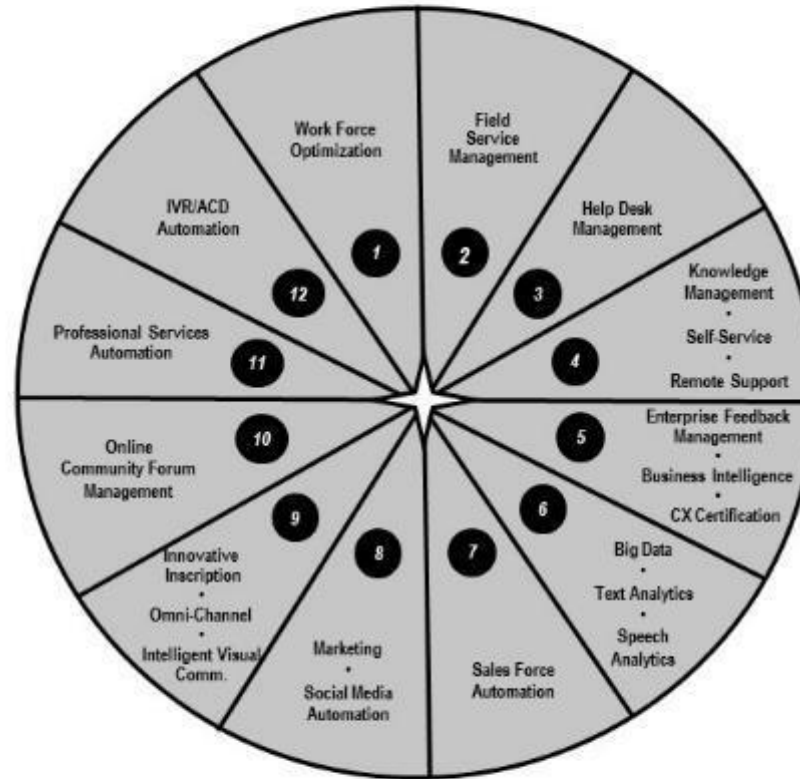 Work Force
Optimization
1
Field
Service
Management
2
Help Desk
Management
3
Knowledge
Management
•
Self-Service
•
Remote Support
4
Enterprise Feedback
Management
•
Business Intelligence
•
CX Certification
5
Big Data
•
Text Analytics
•
Speech
Analytics
6
Sales Force
Automation
7
Marketing
•
Social Media
Automation
8
Innovative
Inscription
•
Omni-Channel
•
Intelligent Visual
Comm.
9
Online
Community Forum
Management
10
Professional Services
Automation
11
IVR/ACD
Automation
12